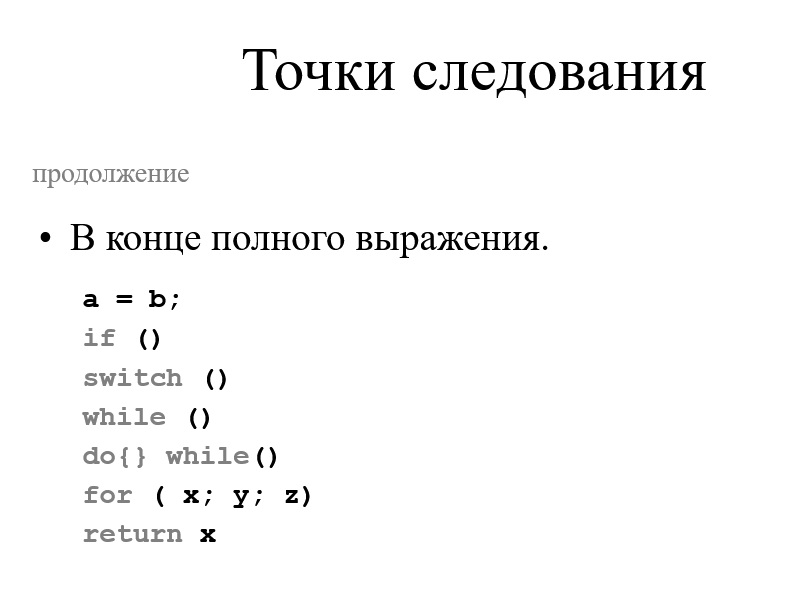 Точки следования
продолжение
• В конце полного выражения.
a = b;
if ()
switch ()
while ()
do{} while()
for ( x; y; z)
return x